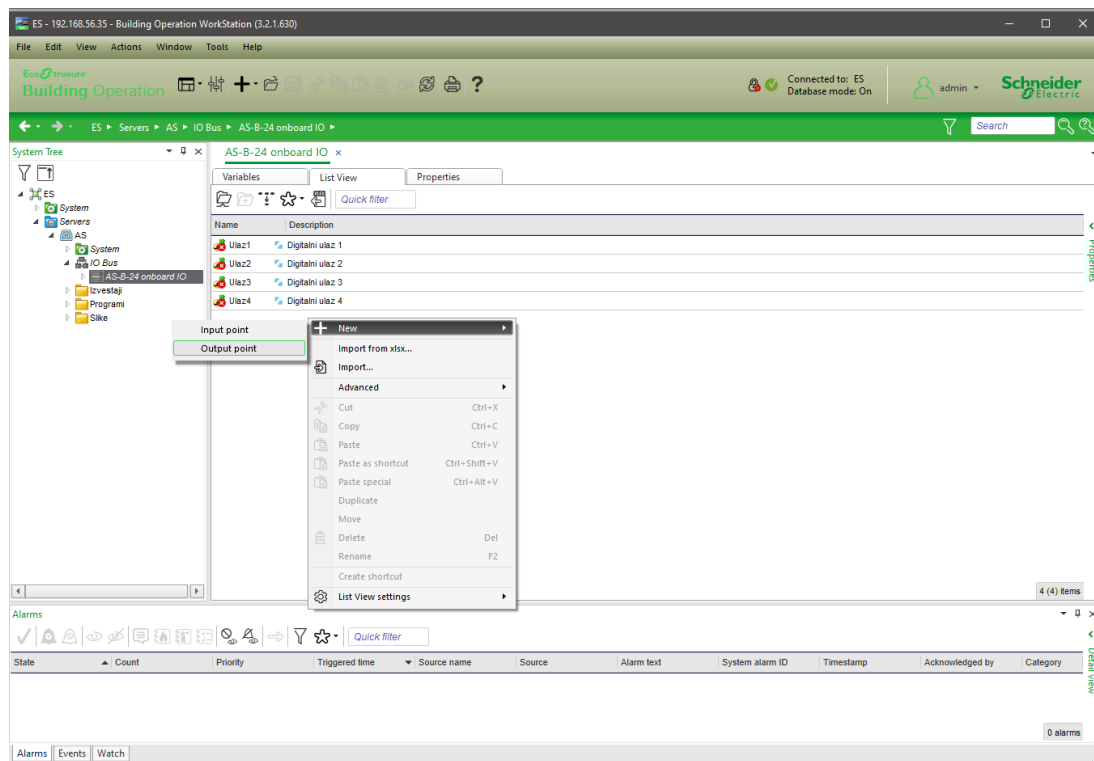 ES - 192.168.56.35 - Building Operation WorkStation (3.2.1.630)
File Edit View Actions Window Tools Help
EcoStruxure
Building Operation
Connected to: ES
Database mode: On
admin
Schneider
Electric
ES ▸ Servers ▸ AS ▸ IO Bus ▸ AS-B-24 onboard IO ▸
Search
System Tree
AS-B-24 onboard IO
Variables List View Properties
Quick filter
ES
System
Servers
AS
System
IO Bus
AS-B-24 onboard IO
Izvestaji
Programi
Slike
Name Description
Ulaz1 Digitalni ulaz 1
Ulaz2 Digitalni ulaz 2
Ulaz3 Digitalni ulaz 3
Ulaz4 Digitalni ulaz 4
Properties
Input point
Output point
New
Import from xlsx...
Import...
Advanced
Cut Ctrl+X
Copy Ctrl+C
Paste Ctrl+V
Paste as shortcut Ctrl+Shift+V
Paste special Ctrl+Alt+V
Duplicate
Move
Delete Del
Rename F2
Create shortcut
List View settings
4 (4) items
Alarms
Quick filter
State Count Priority Triggered time Source name Source Alarm text System alarm ID Timestamp Acknowledged by Category
Detail view
0 alarms
Alarms Events Watch